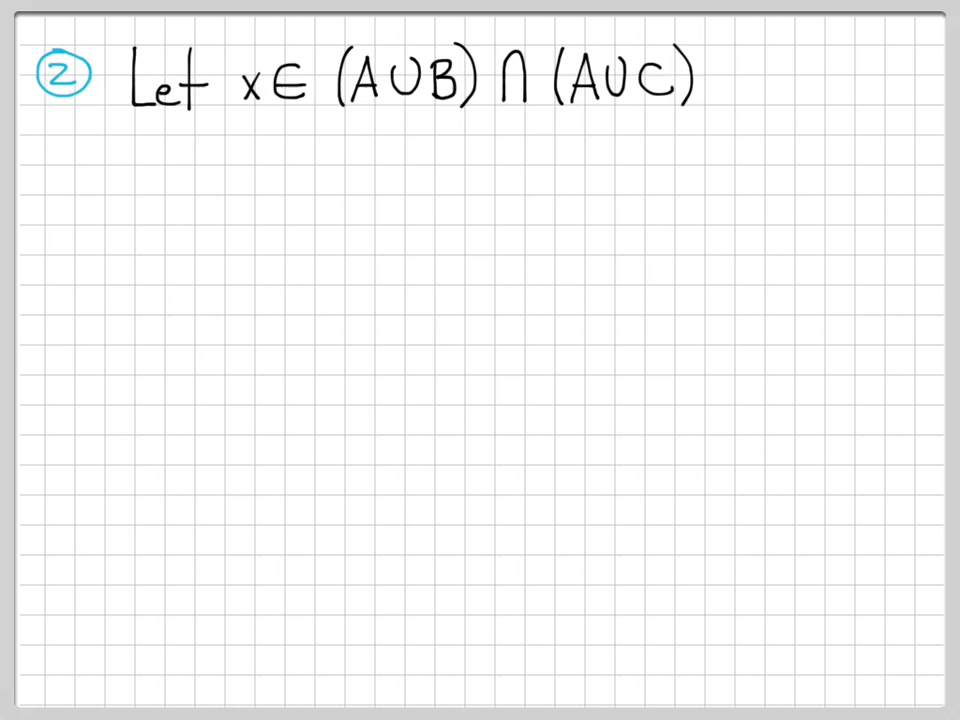 ② Let x ∈ (A∪B) ∩ (A∪C)